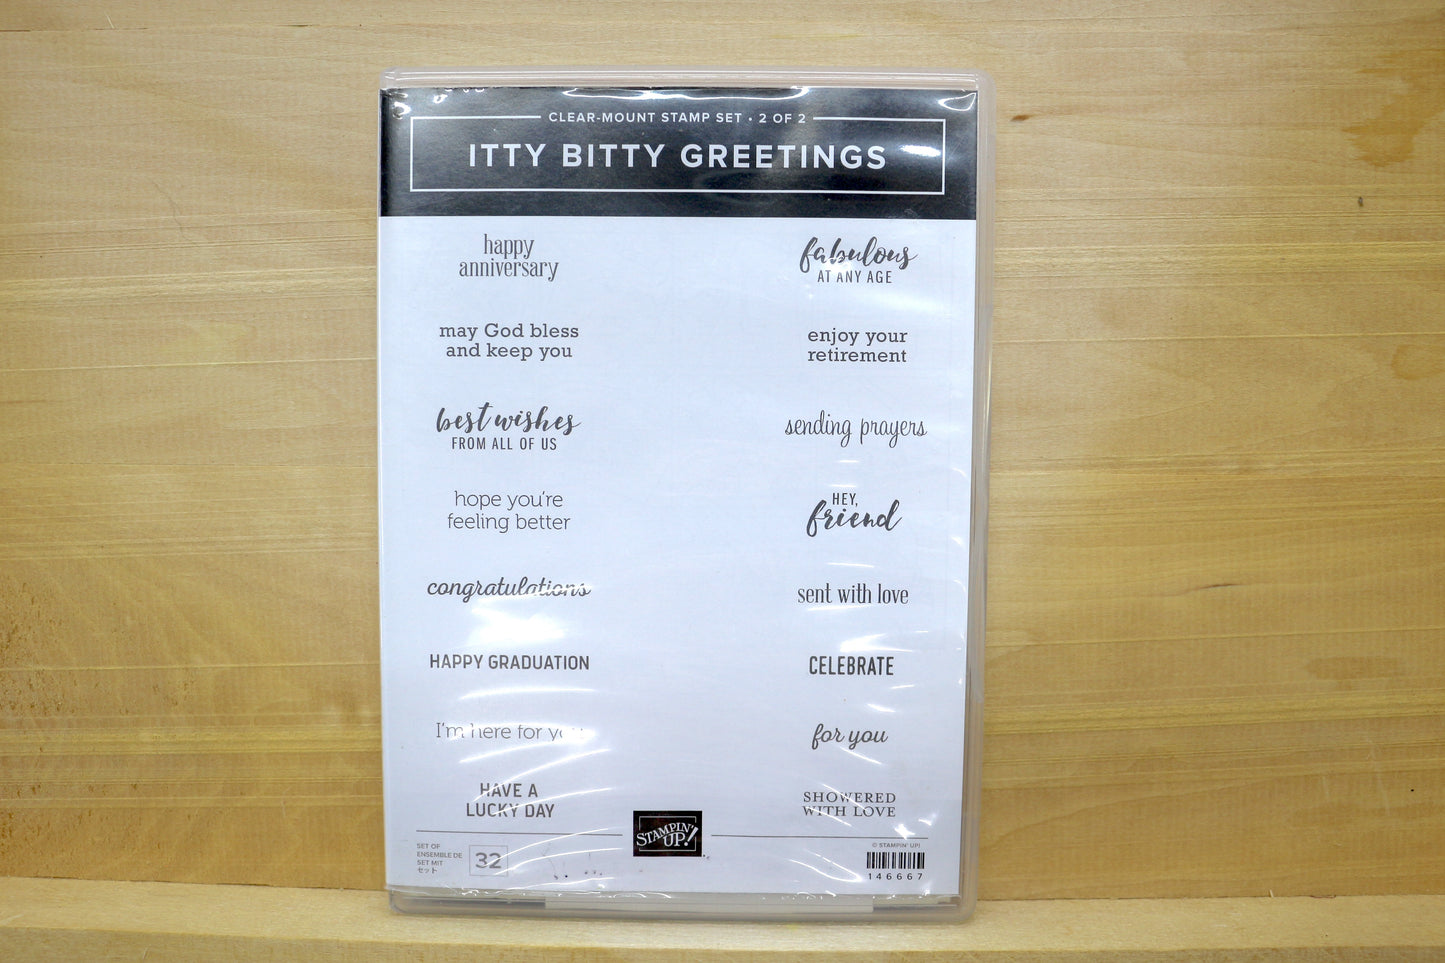 CLEAR-MOUNT STAMP SET • 2 OF 2
ITTY BITTY GREETINGS
happy
anniversary
fabulous
AT ANY AGE
may God bless
and keep you
enjoy your
retirement
best wishes
FROM ALL OF US
sending prayers
hope you're
feeling better
HEY,
friend
congratulations
sent with love
HAPPY GRADUATION
CELEBRATE
I'm here for you
for you
HAVE A
LUCKY DAY
SHOWERED
WITH LOVE
STAMPIN'
UP!
SET OF
ENSEMBLE DE
SET MIT
セット
32
© STAMPIN' UP!
146667